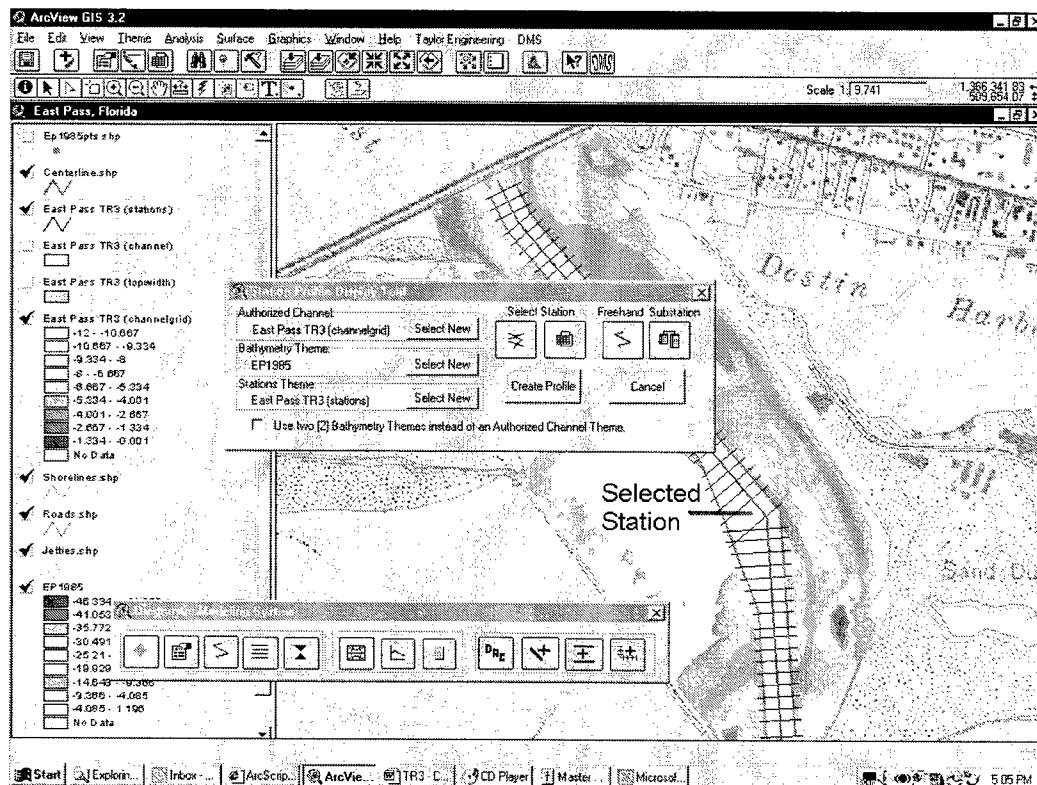 ArcView GIS 3.2
File Edit View Theme Analysis Surface Graphics Window Help Taylor Engineering DMS
Scale 1: 9,741
1,366,341.83
509,654.07
East Pass, Florida
Ep1985pts.shp
Centerline.shp
East Pass TR3 (stations)
East Pass TR3 (channel)
East Pass TR3 (topwidth)
East Pass TR3 (channelgrid)
-12 - -10.667
-10.667 - -9.334
-9.334 - -8
-8 - -6.667
-6.667 - -5.334
-5.334 - -4.001
-4.001 - -2.667
-2.667 - -1.334
-1.334 - -0.001
No Data
Shorelines.shp
Roads.shp
Jetties.shp
EP1985
-46.334
-41.053
-35.772
-30.491
-25.21 -
-19.929
-14.648 - -9.366
-9.366 - -4.085
-4.085 - 1.196
No Data
Station Profile Display Tool
Authorized Channel:
East Pass TR3 (channelgrid)
Select New
Bathymetry Theme:
EP1985
Select New
Stations Theme:
East Pass TR3 (stations)
Select New
Select Station
Freehand
Substation
Create Profile
Cancel
Use two [2] Bathymetry Themes instead of an Authorized Channel Theme.
Destin
Harb
Selected
Station
Sand Du
DRE
Start
Explorin...
Inbox - ...
ArcScrip...
ArcVie...
TR3 - C...
CD Player
Master ...
Microsof...
5:05 PM